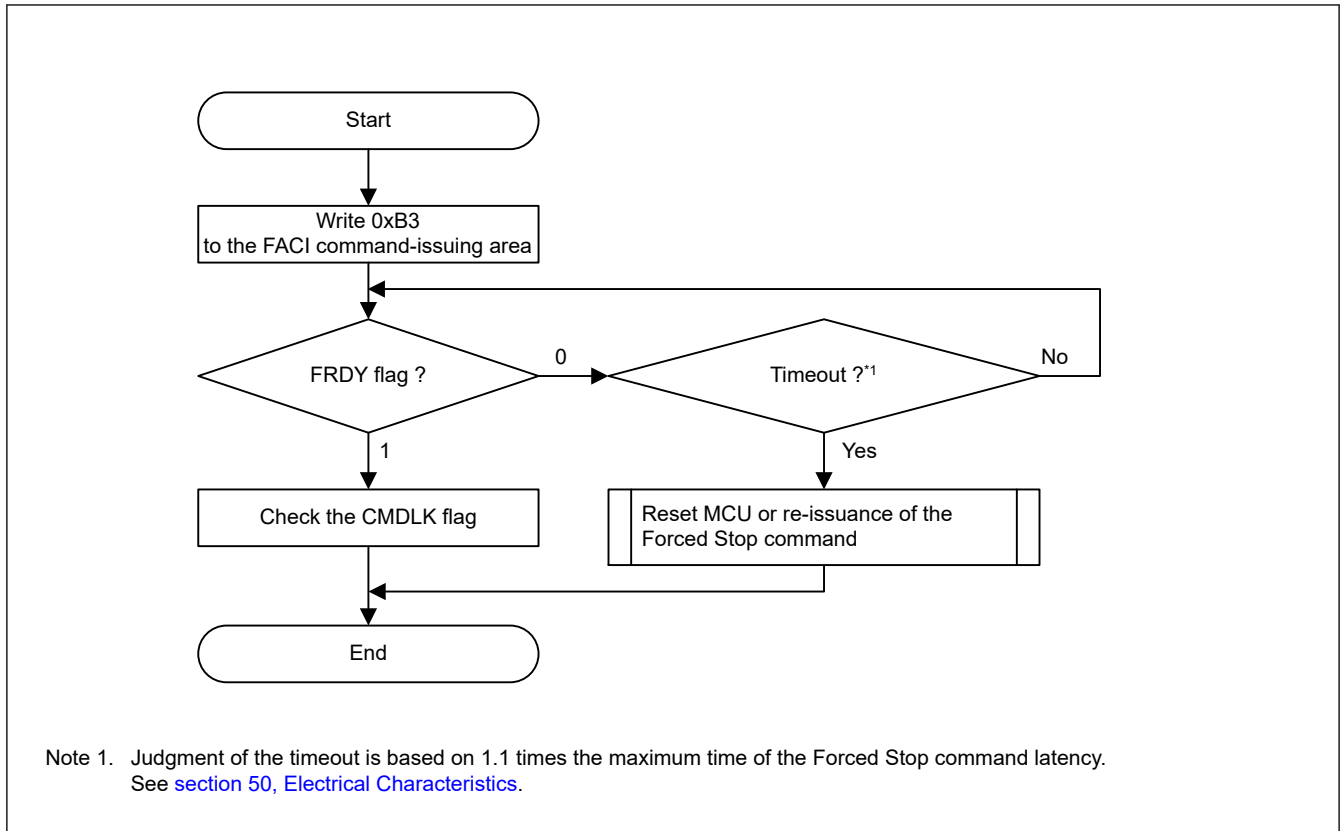 Start
Write 0xB3
to the FACI command-issuing area
FRDY flag ?
0
Timeout ?*1
No
1
Yes
Check the CMDLK flag
Reset MCU or re-issuance of the
Forced Stop command
End
Note 1. Judgment of the timeout is based on 1.1 times the maximum time of the Forced Stop command latency.
See section 50, Electrical Characteristics.